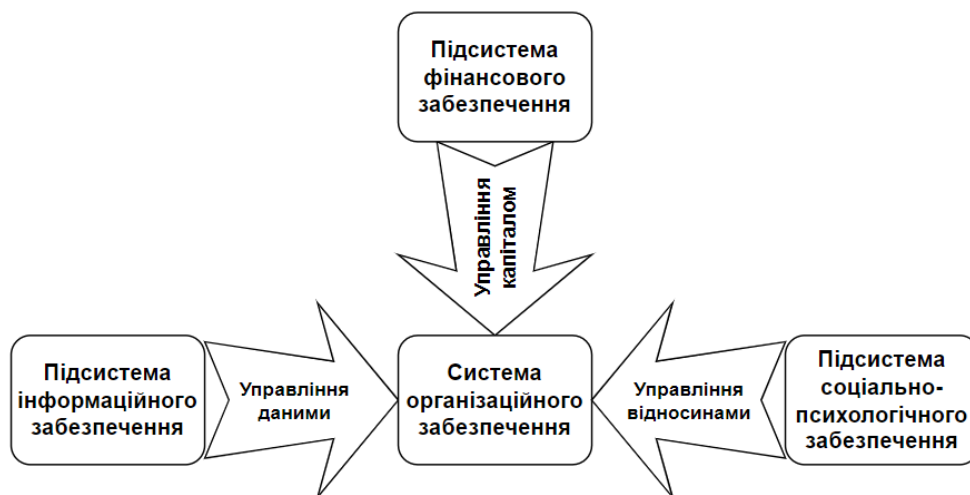 Підсистема
фінансового
забезпечення
Управління
капіталом
Підсистема
інформаційного
забезпечення
Управління
даними
Система
організаційного
забезпечення
Управління
відносинами
Підсистема
соціально-
психологічного
забезпечення